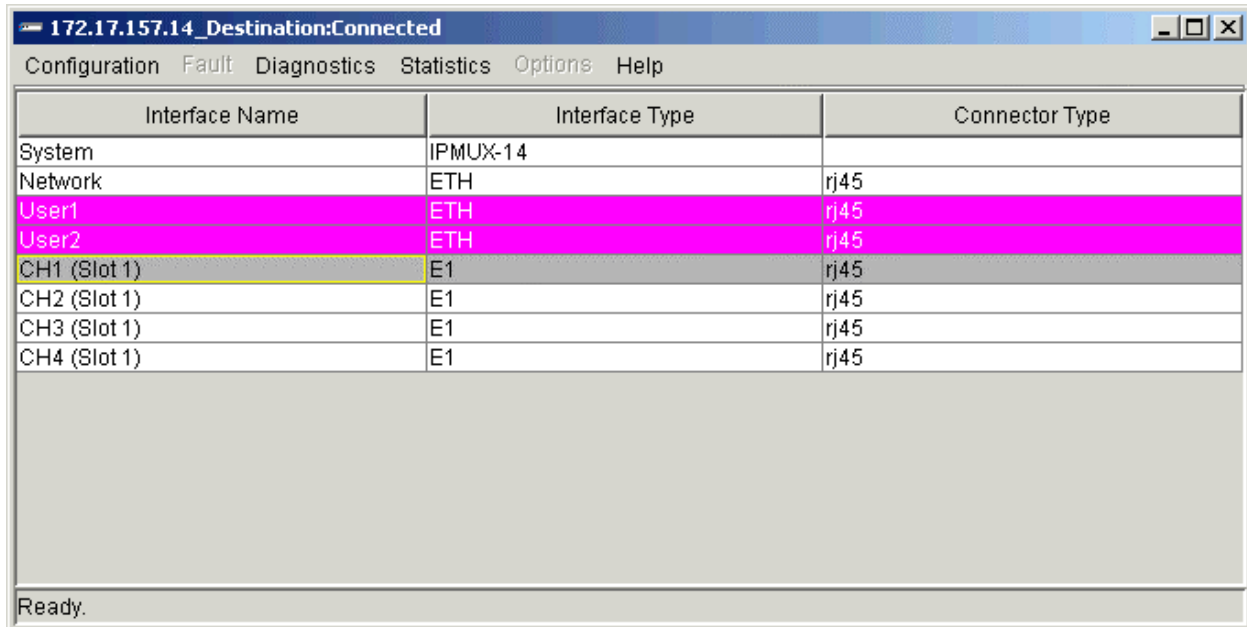 172.17.157.14_Destination:Connected
Configuration Fault Diagnostics Statistics Options Help
Interface Name Interface Type Connector Type
System IPMUX-14
Network ETH rj45
User1 ETH rj45
User2 ETH rj45
CH1 (Slot 1) E1 rj45
CH2 (Slot 1) E1 rj45
CH3 (Slot 1) E1 rj45
CH4 (Slot 1) E1 rj45
Ready.